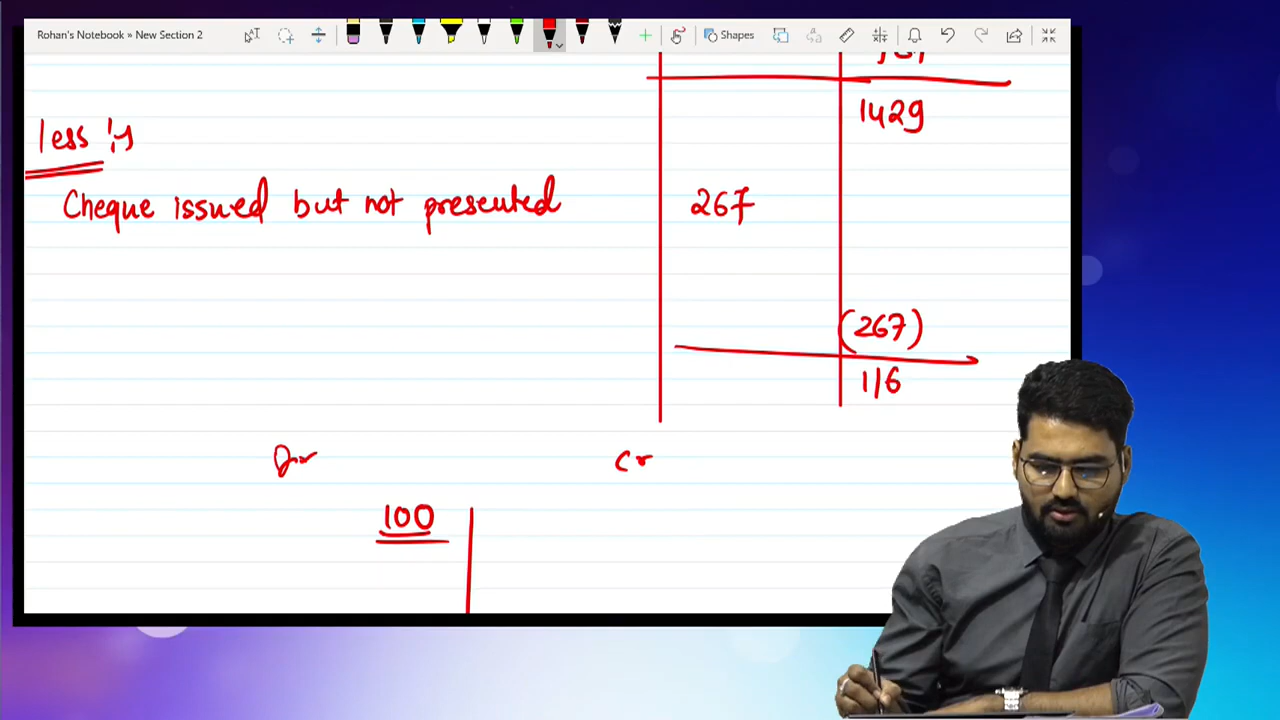 Rohan's Notebook » New Section 2
Shapes
1429
less :)
Cheque issued but not presented 267
(267)
116
Dr Cr
100